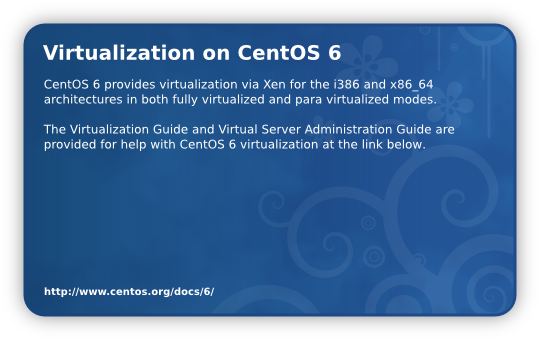 Virtualization on CentOS 6
CentOS 6 provides virtualization via Xen for the i386 and x86_64
architectures in both fully virtualized and para virtualized modes.
The Virtualization Guide and Virtual Server Administration Guide are
provided for help with CentOS 6 virtualization at the link below.
http://www.centos.org/docs/6/